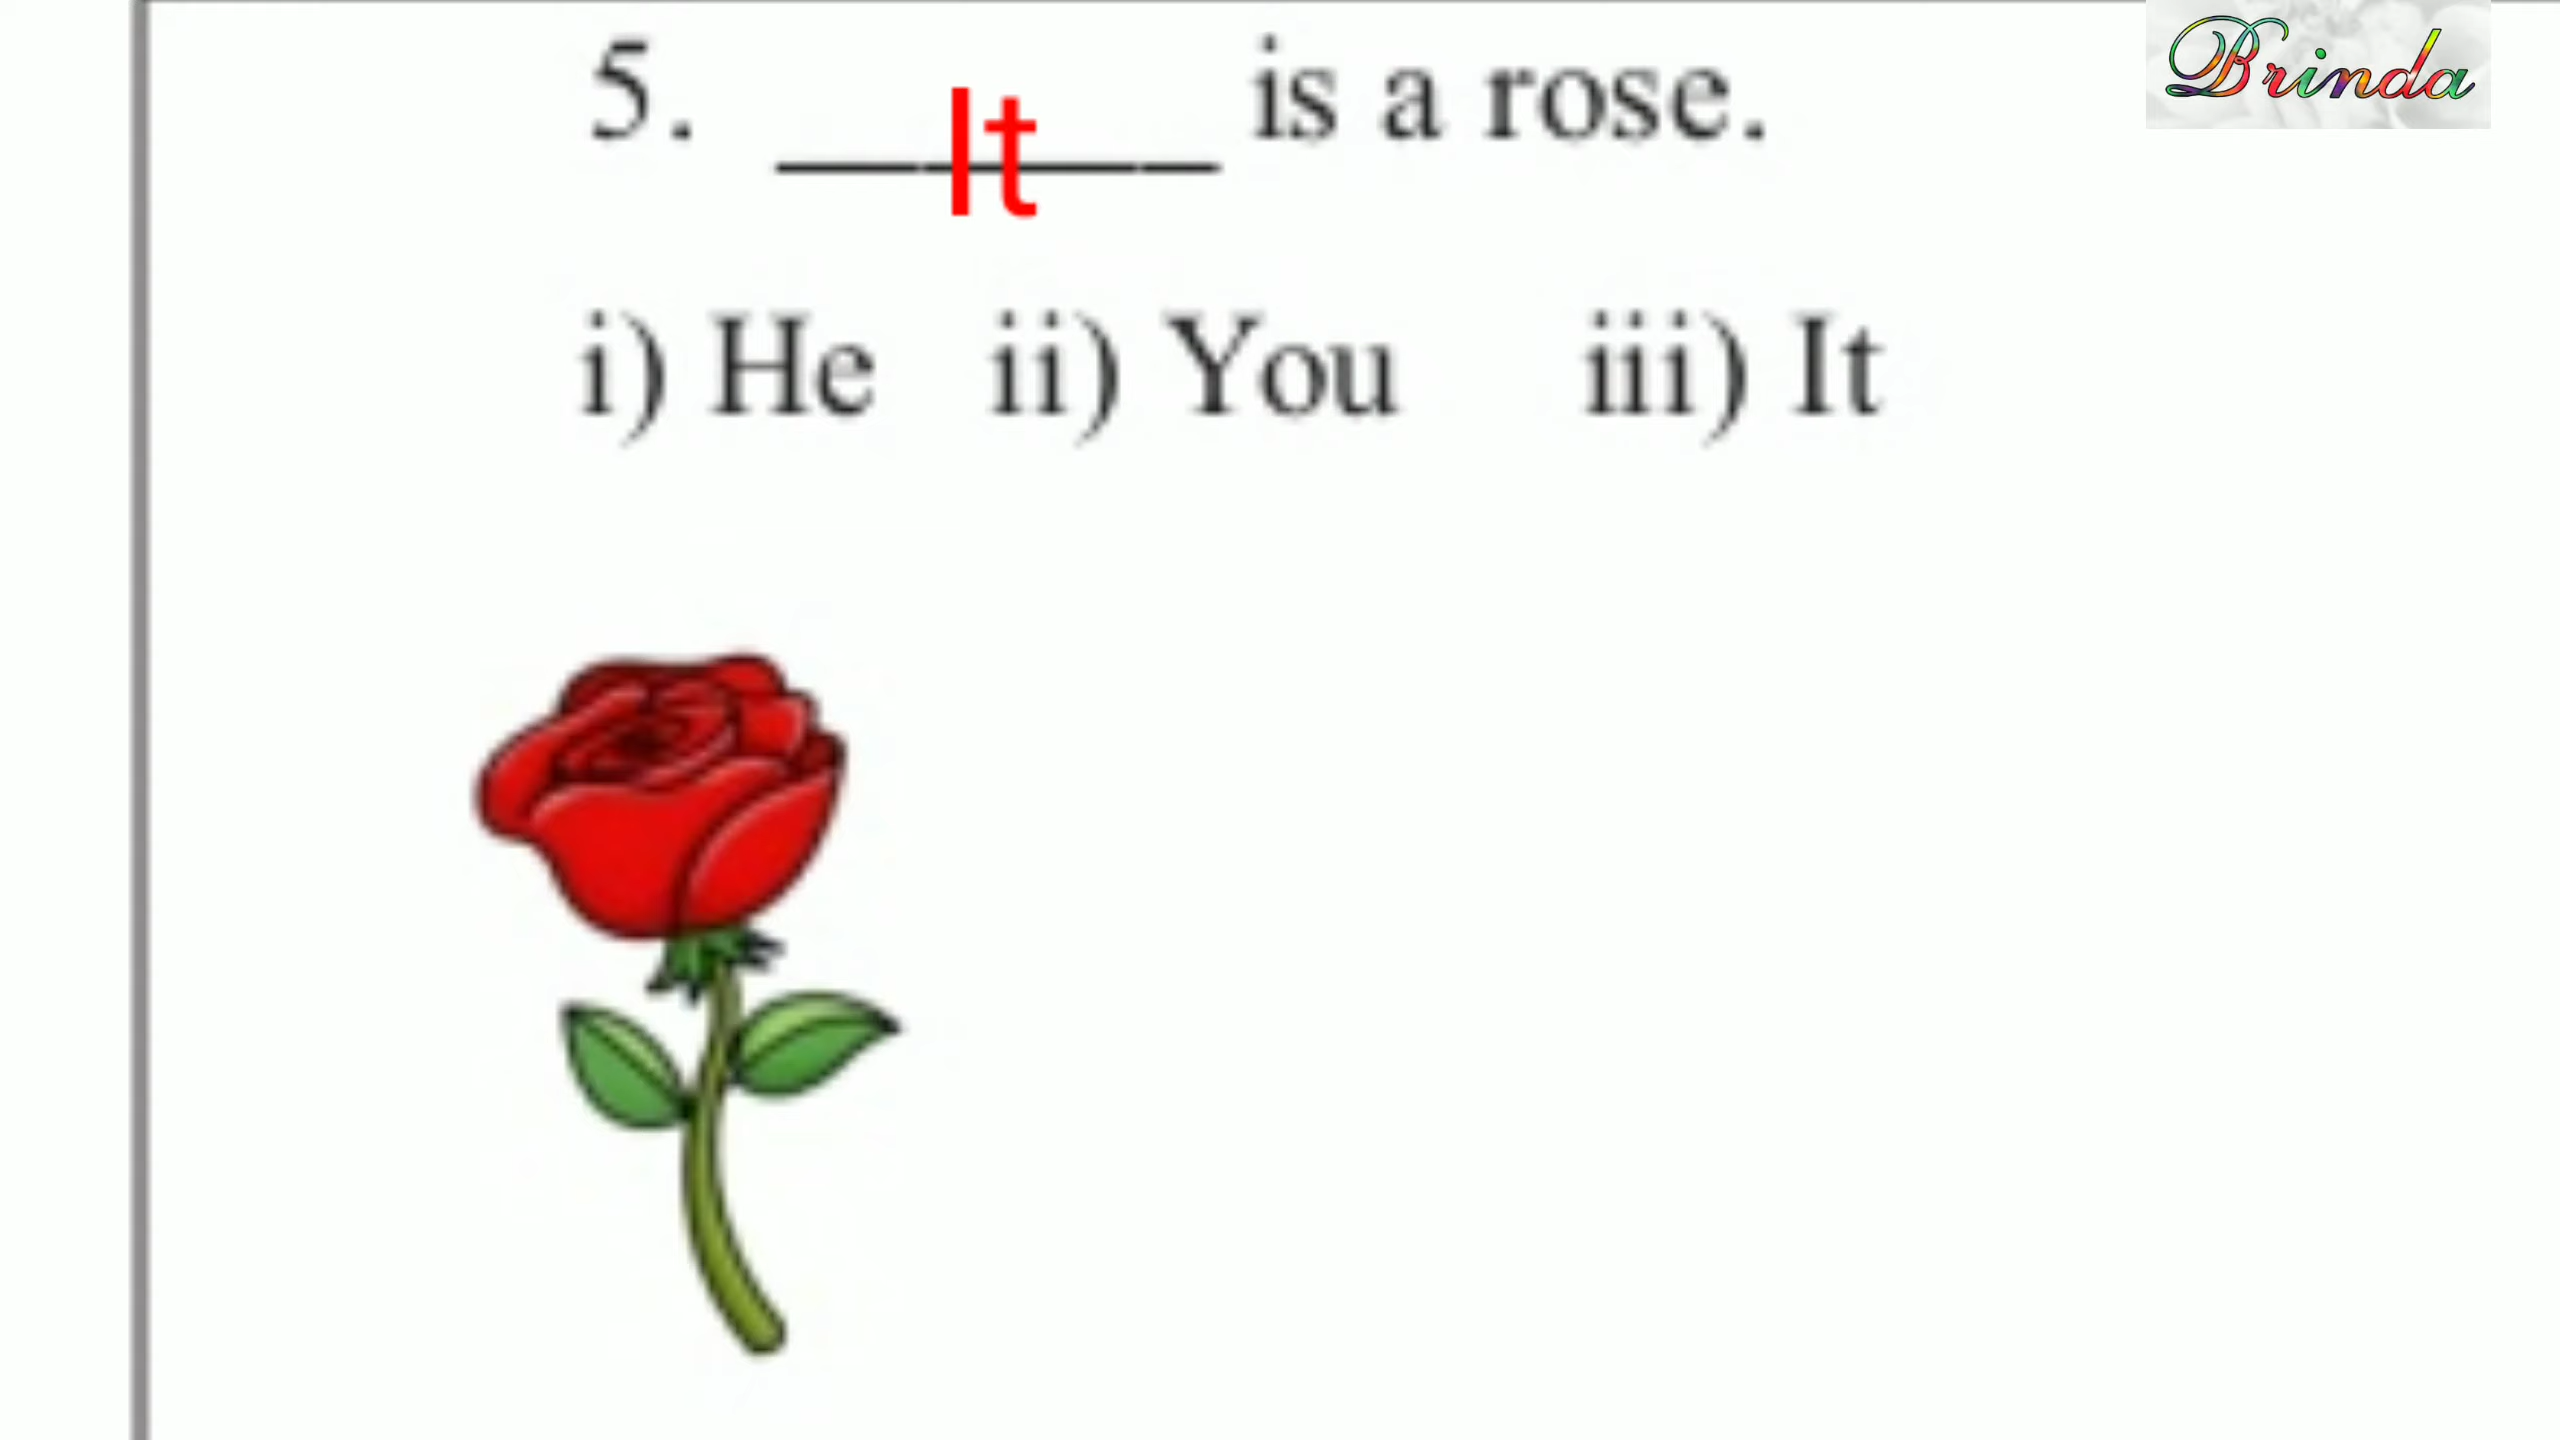 Brinda
5. It is a rose.
i) He ii) You iii) It